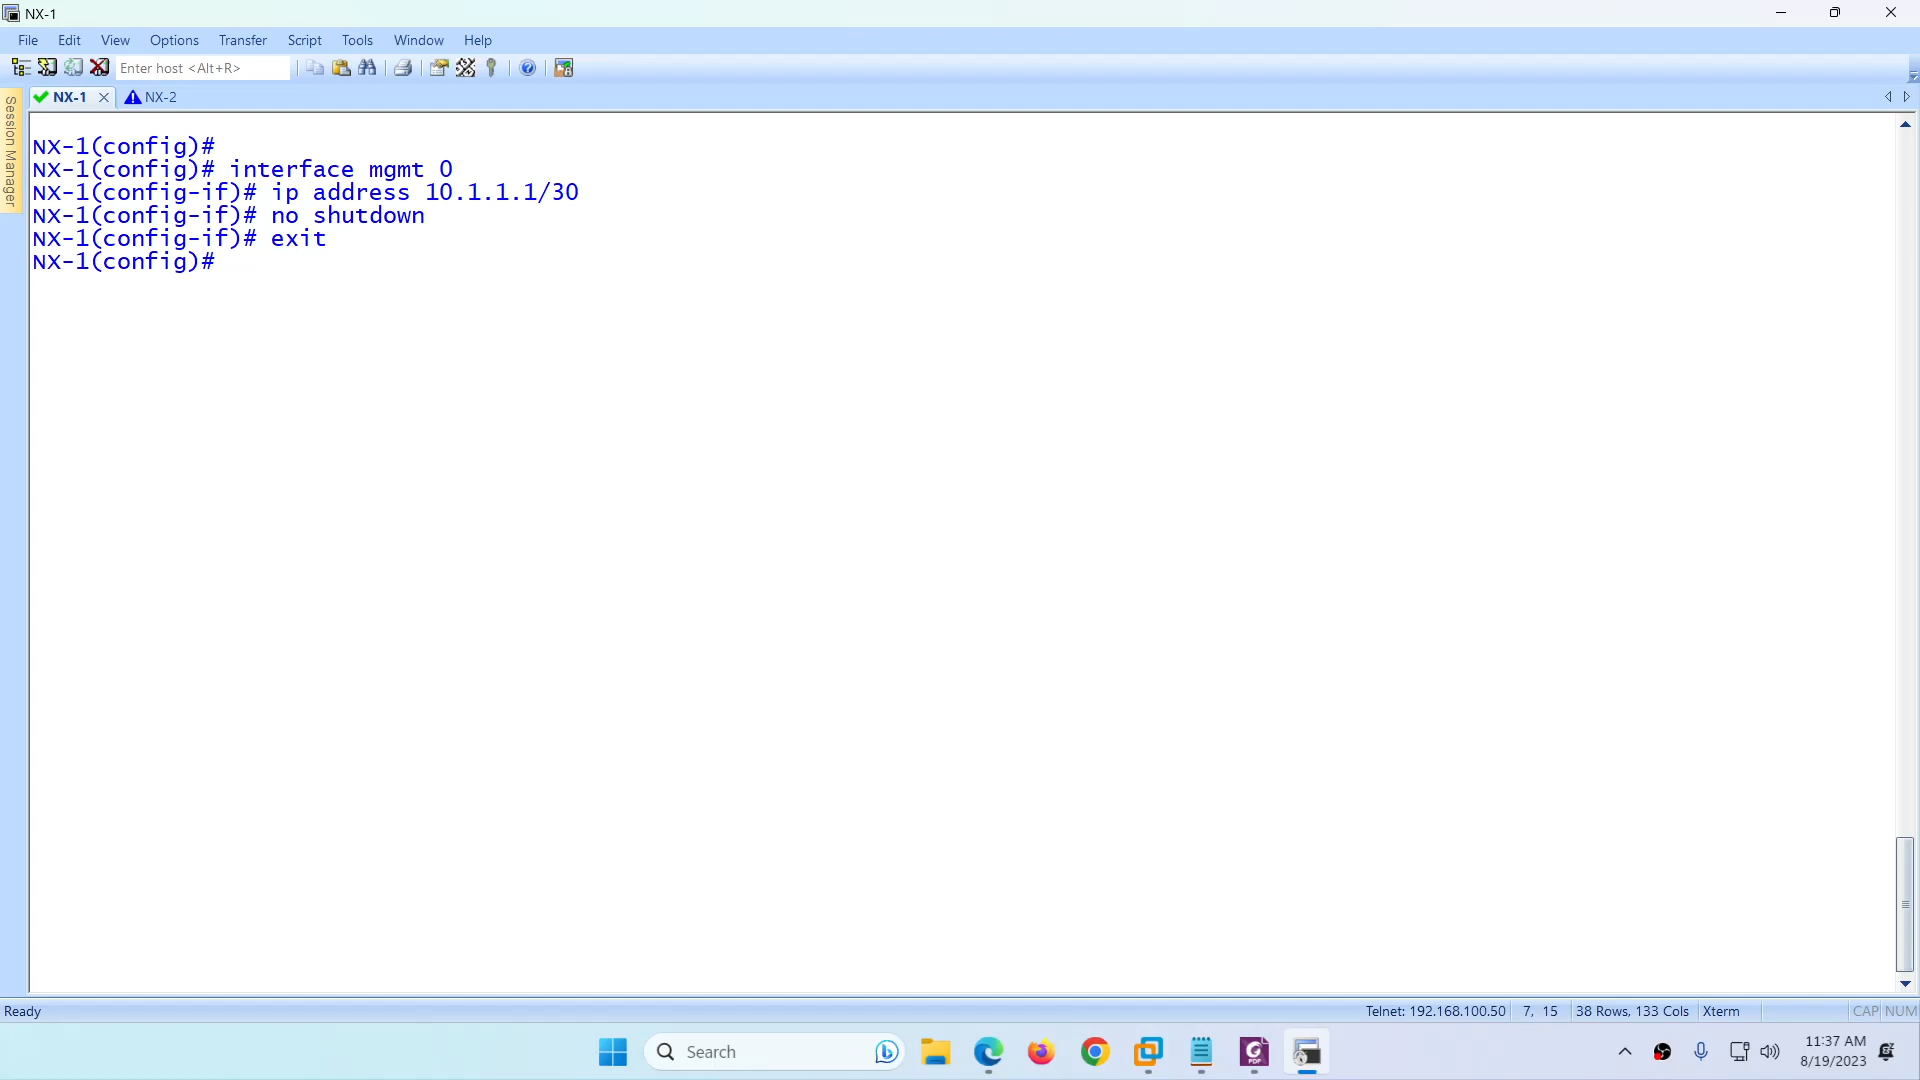 NX-1
File Edit View Options Transfer Script Tools Window Help
Enter host <Alt+R>
NX-1 NX-2
Session Manager
NX-1(config)#
NX-1(config)# interface mgmt 0
NX-1(config-if)# ip address 10.1.1.1/30
NX-1(config-if)# no shutdown
NX-1(config-if)# exit
NX-1(config)#
Ready Telnet: 192.168.100.50 7, 15 38 Rows, 133 Cols Xterm CAP NUM
Search 11:37 AM
8/19/2023